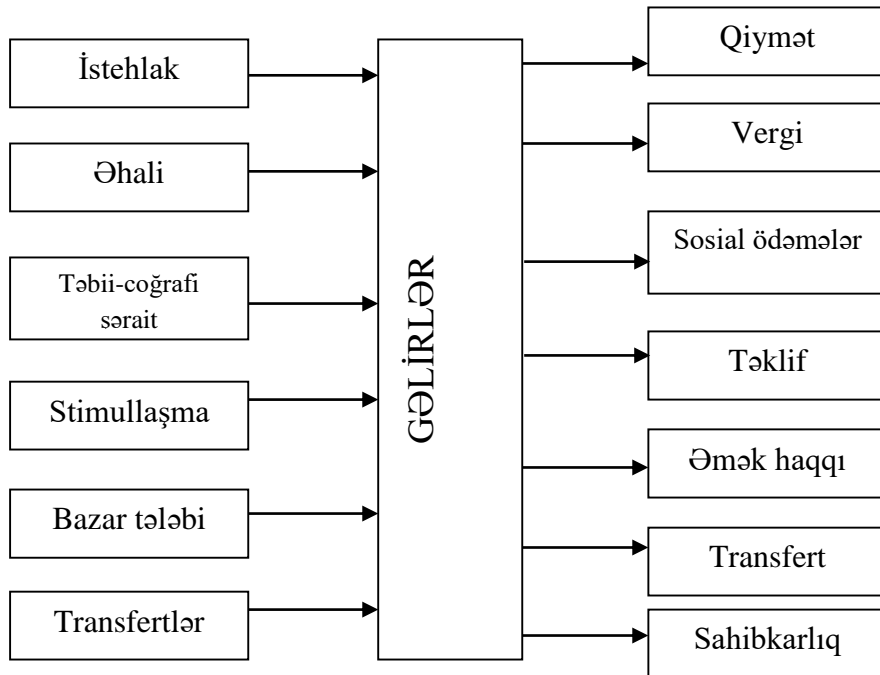 İstehlak
Əhali
Təbii-coğrafi
sərait
Stimullaşma
Bazar tələbi
Transfertlər
GƏLİRLƏR
Qiymət
Vergi
Sosial ödəmələr
Təklif
Əmək haqqı
Transfert
Sahibkarlıq